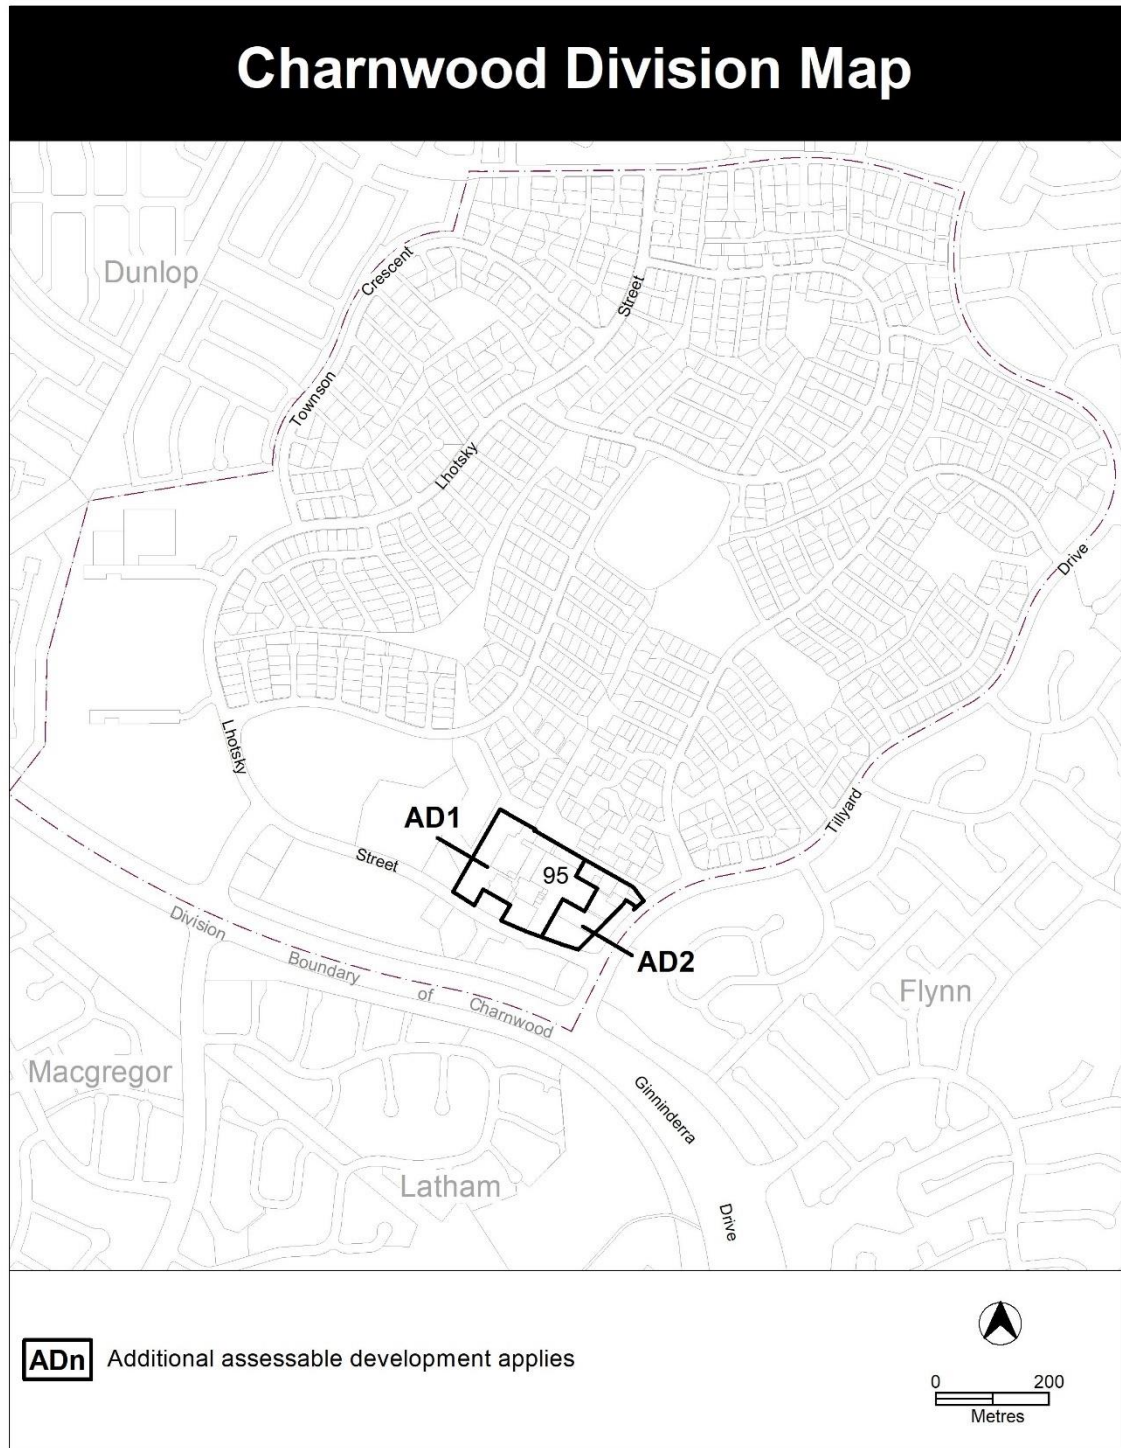 Charnwood Division Map
Dunlop
Crescent
Street
Townson
Lhotsky
Drive
Lhotsky
Tillyard
AD1
Street
95
Division Boundary of Charnwood
AD2
Flynn
Macgregor
Ginninderra
Latham
Drive
ADn Additional assessable development applies
0 200
Metres